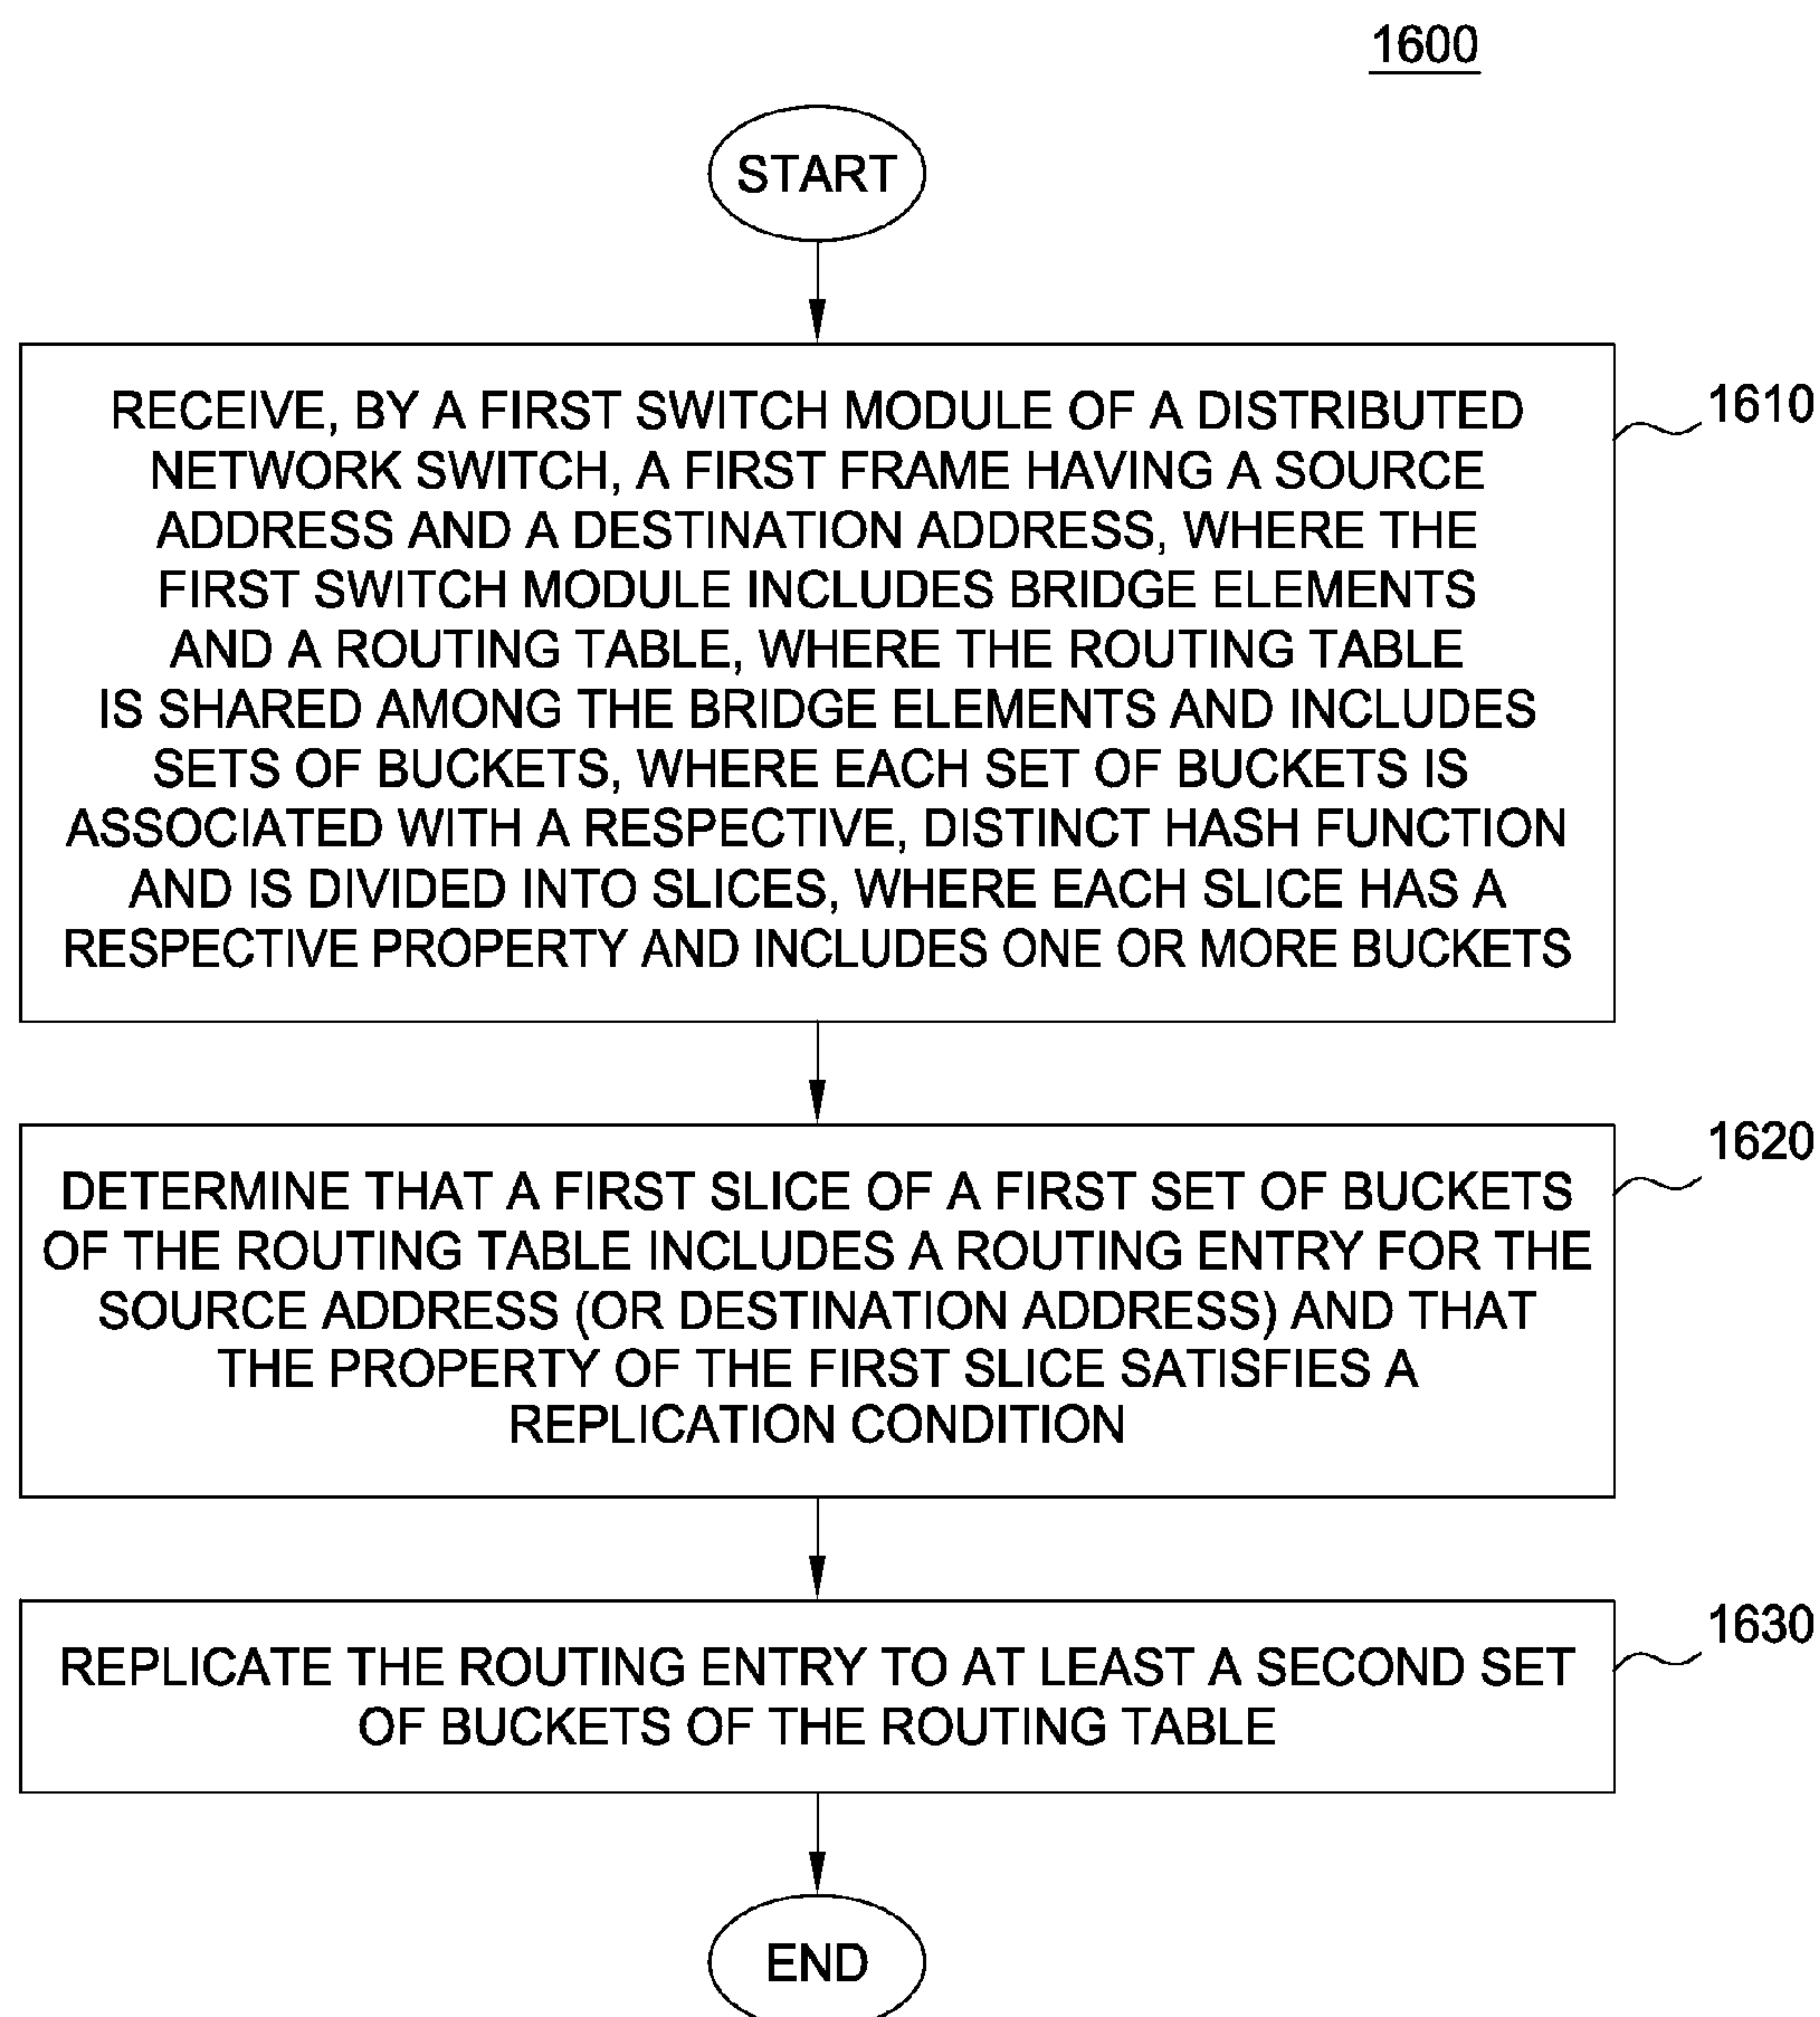 1600
START
RECEIVE, BY A FIRST SWITCH MODULE OF A DISTRIBUTED
NETWORK SWITCH, A FIRST FRAME HAVING A SOURCE
ADDRESS AND A DESTINATION ADDRESS, WHERE THE
FIRST SWITCH MODULE INCLUDES BRIDGE ELEMENTS
AND A ROUTING TABLE, WHERE THE ROUTING TABLE
IS SHARED AMONG THE BRIDGE ELEMENTS AND INCLUDES
SETS OF BUCKETS, WHERE EACH SET OF BUCKETS IS
ASSOCIATED WITH A RESPECTIVE, DISTINCT HASH FUNCTION
AND IS DIVIDED INTO SLICES, WHERE EACH SLICE HAS A
RESPECTIVE PROPERTY AND INCLUDES ONE OR MORE BUCKETS
1610
DETERMINE THAT A FIRST SLICE OF A FIRST SET OF BUCKETS
OF THE ROUTING TABLE INCLUDES A ROUTING ENTRY FOR THE
SOURCE ADDRESS (OR DESTINATION ADDRESS) AND THAT
THE PROPERTY OF THE FIRST SLICE SATISFIES A
REPLICATION CONDITION
1620
REPLICATE THE ROUTING ENTRY TO AT LEAST A SECOND SET
OF BUCKETS OF THE ROUTING TABLE
1630
END